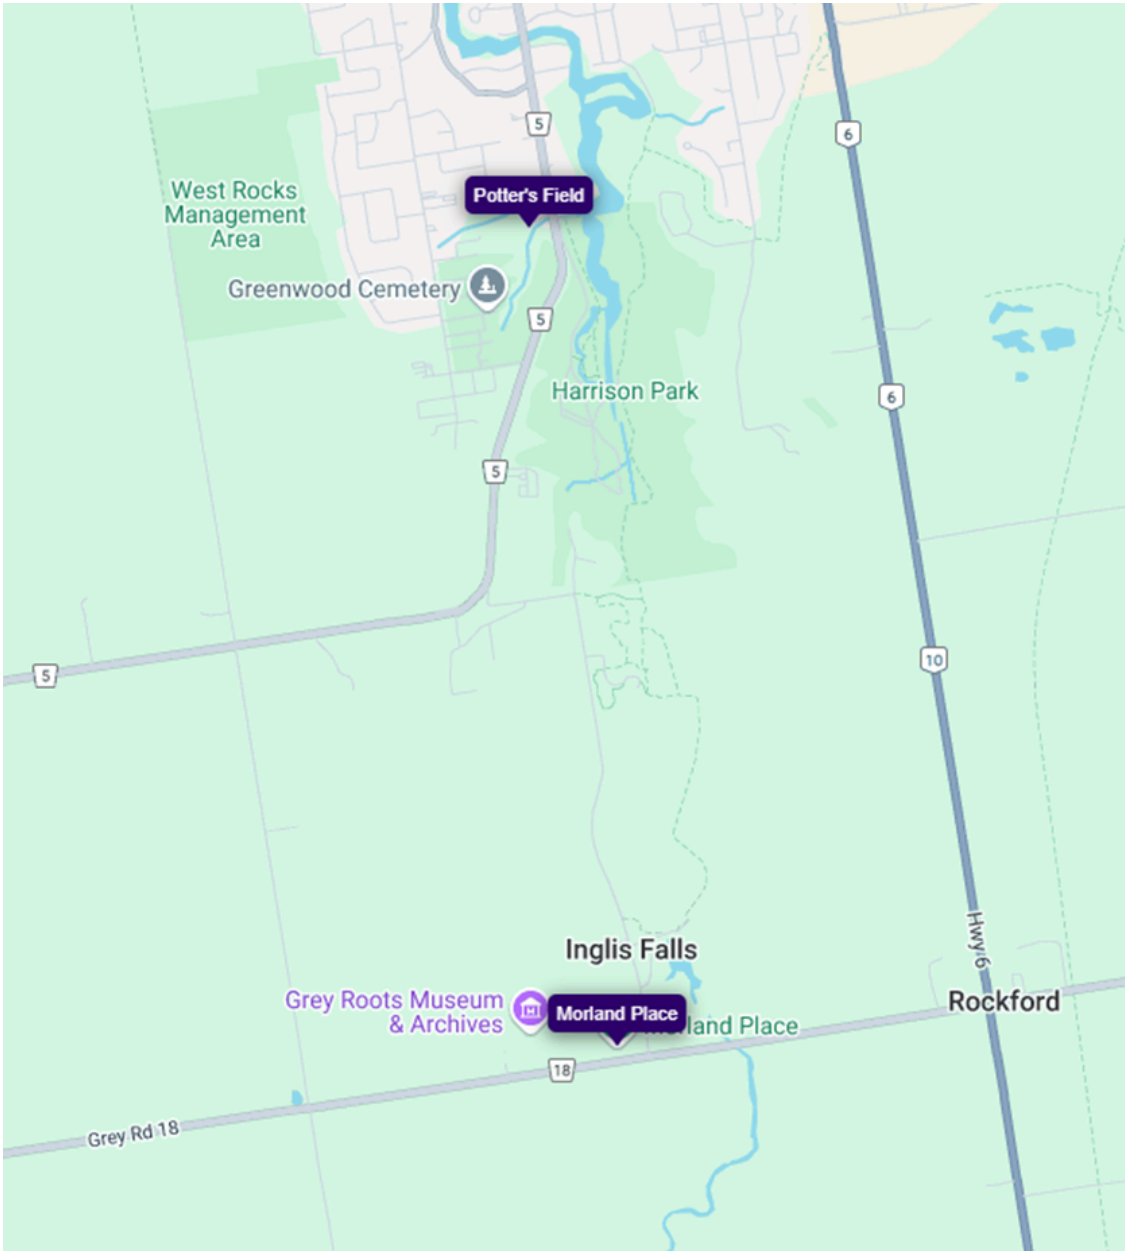 5
6
Potter's Field
West Rocks
Management
Area
Greenwood Cemetery
5
Harrison Park
6
5
10
5
Hwy 6
Inglis Falls
Grey Roots Museum
& Archives
Morland Place
Rockford
Place
18
Grey Rd 18